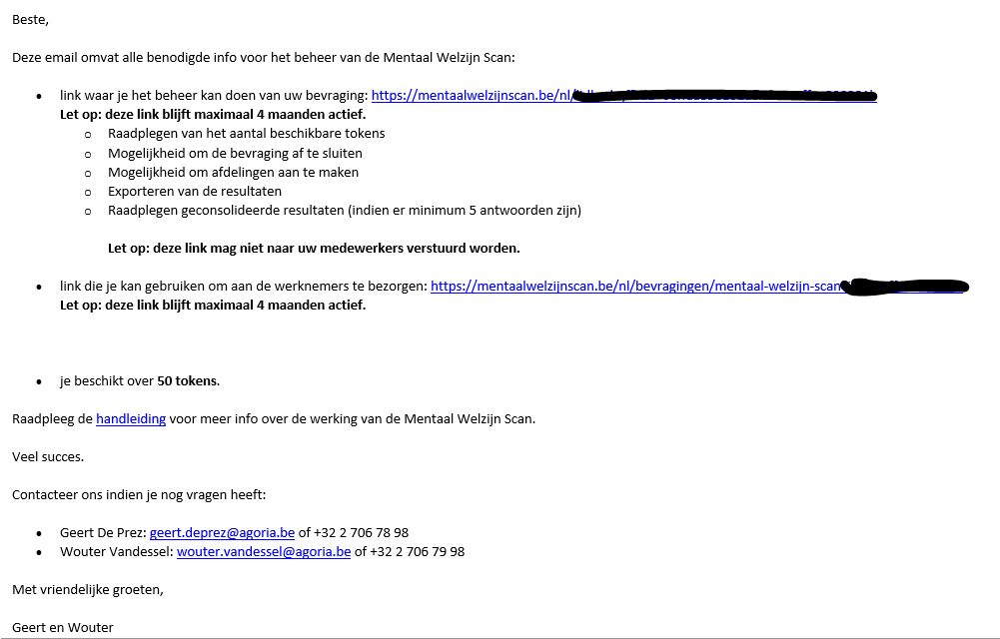 Beste,
Deze email omvat alle benodigde info voor het beheer van de Mentaal Welzijn Scan:
• link waar je het beheer kan doen van uw bevraging: https://mentaalwelzijnscan.be/nl/
Let op: deze link blijft maximaal 4 maanden actief.
o Raadplegen van het aantal beschikbare tokens
o Mogelijkheid om de bevraging af te sluiten
o Mogelijkheid om afdelingen aan te maken
o Exporteren van de resultaten
o Raadplegen geconsolideerde resultaten (indien er minimum 5 antwoorden zijn)
Let op: deze link mag niet naar uw medewerkers verstuurd worden.
• link die je kan gebruiken om aan de werknemers te bezorgen: https://mentaalwelzijnscan.be/nl/bevragingen/mentaal-welzijn-scan
Let op: deze link blijft maximaal 4 maanden actief.
• je beschikt over 50 tokens.
Raadpleeg de handleiding voor meer info over de werking van de Mentaal Welzijn Scan.
Veel succes.
Contacteer ons indien je nog vragen heeft:
• Geert De Prez: geert.deprez@agoria.be of +32 2 706 78 98
• Wouter Vandessel: wouter.vandessel@agoria.be of +32 2 706 79 98
Met vriendelijke groeten,
Geert en Wouter